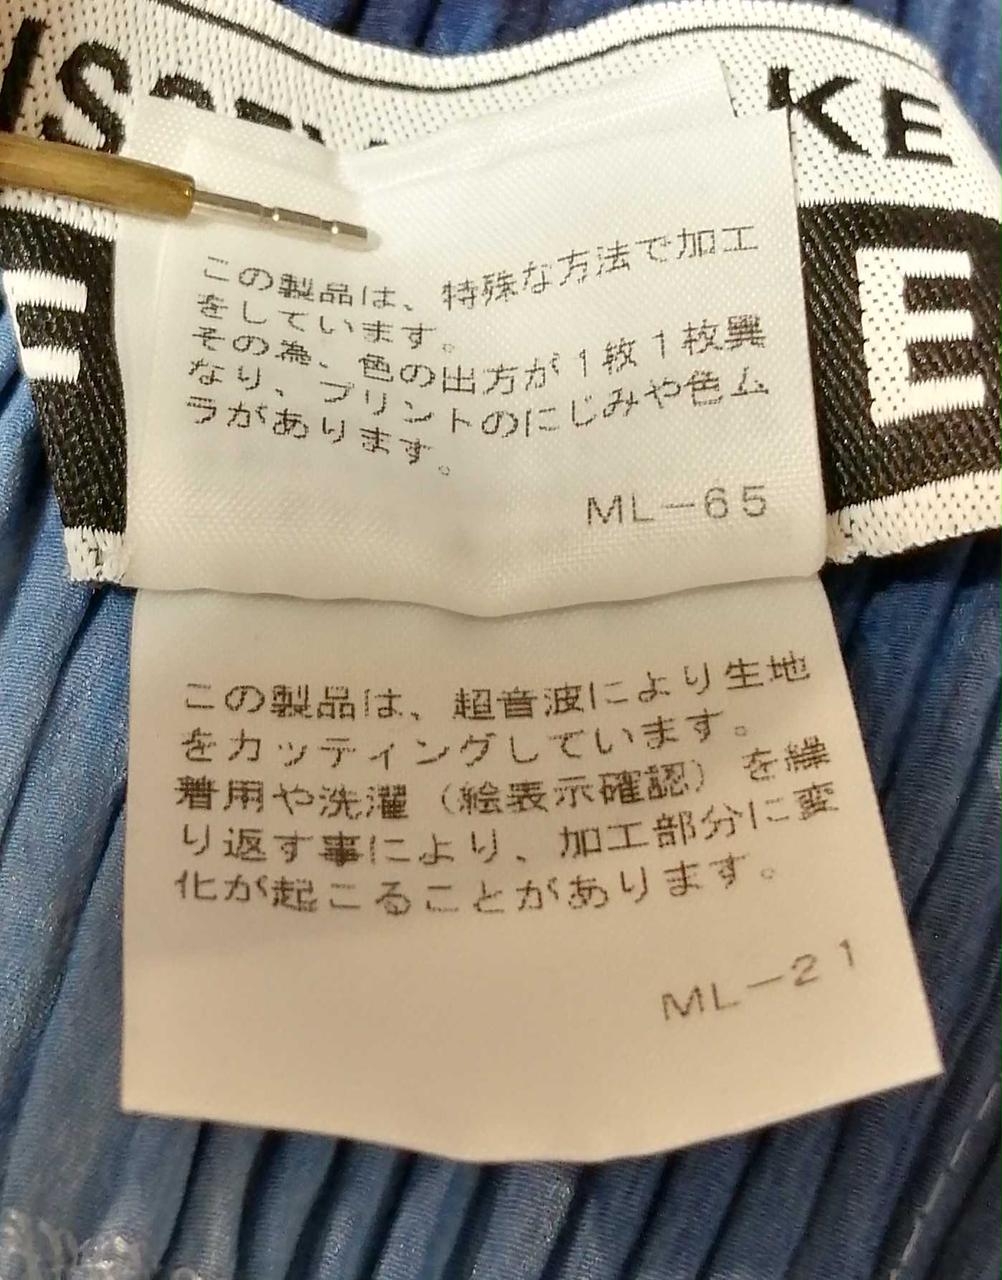 KE
F
E
この製品は、特殊な方法で加工
をしています。
その為、色の出方が1枚1枚異
なり、プリントのにじみや色ム
ラがあります。
ML-65
この製品は、超音波により生地
をカッティングしています。
着用や洗濯（絵表示確認）を繰
り返す事により、加工部分に変
化が起こることがあります。
ML-21